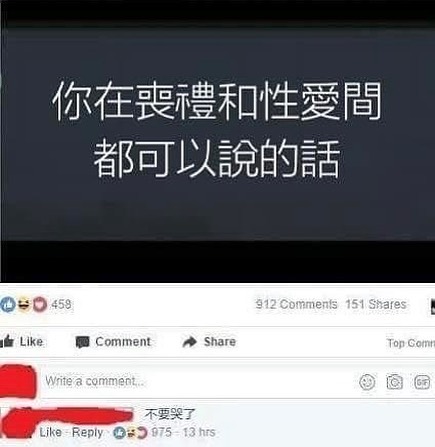 你在喪禮和性愛間
都可以說的話
458
912 Comments 151 Shares
Like Comment Share Top Comm
Write a comment... GIF
不要哭了
Like · Reply · 975 · 13 hrs